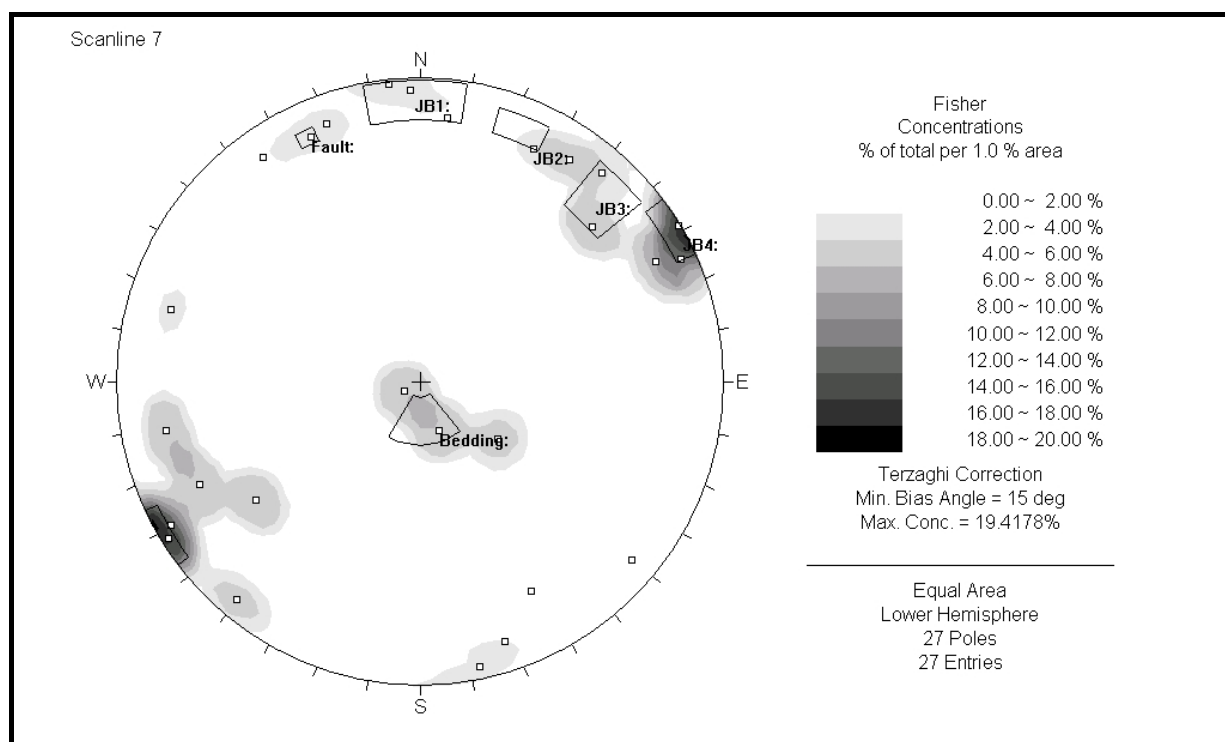 Scanline 7
N
JB1:
Fault:
JB2:
JB3:
JB4:
W
E
Bedding:
S
Fisher
Concentrations
% of total per 1.0 % area
0.00 ~ 2.00 %
2.00 ~ 4.00 %
4.00 ~ 6.00 %
6.00 ~ 8.00 %
8.00 ~ 10.00 %
10.00 ~ 12.00 %
12.00 ~ 14.00 %
14.00 ~ 16.00 %
16.00 ~ 18.00 %
18.00 ~ 20.00 %
Terzaghi Correction
Min. Bias Angle = 15 deg
Max. Conc. = 19.4178%
Equal Area
Lower Hemisphere
27 Poles
27 Entries